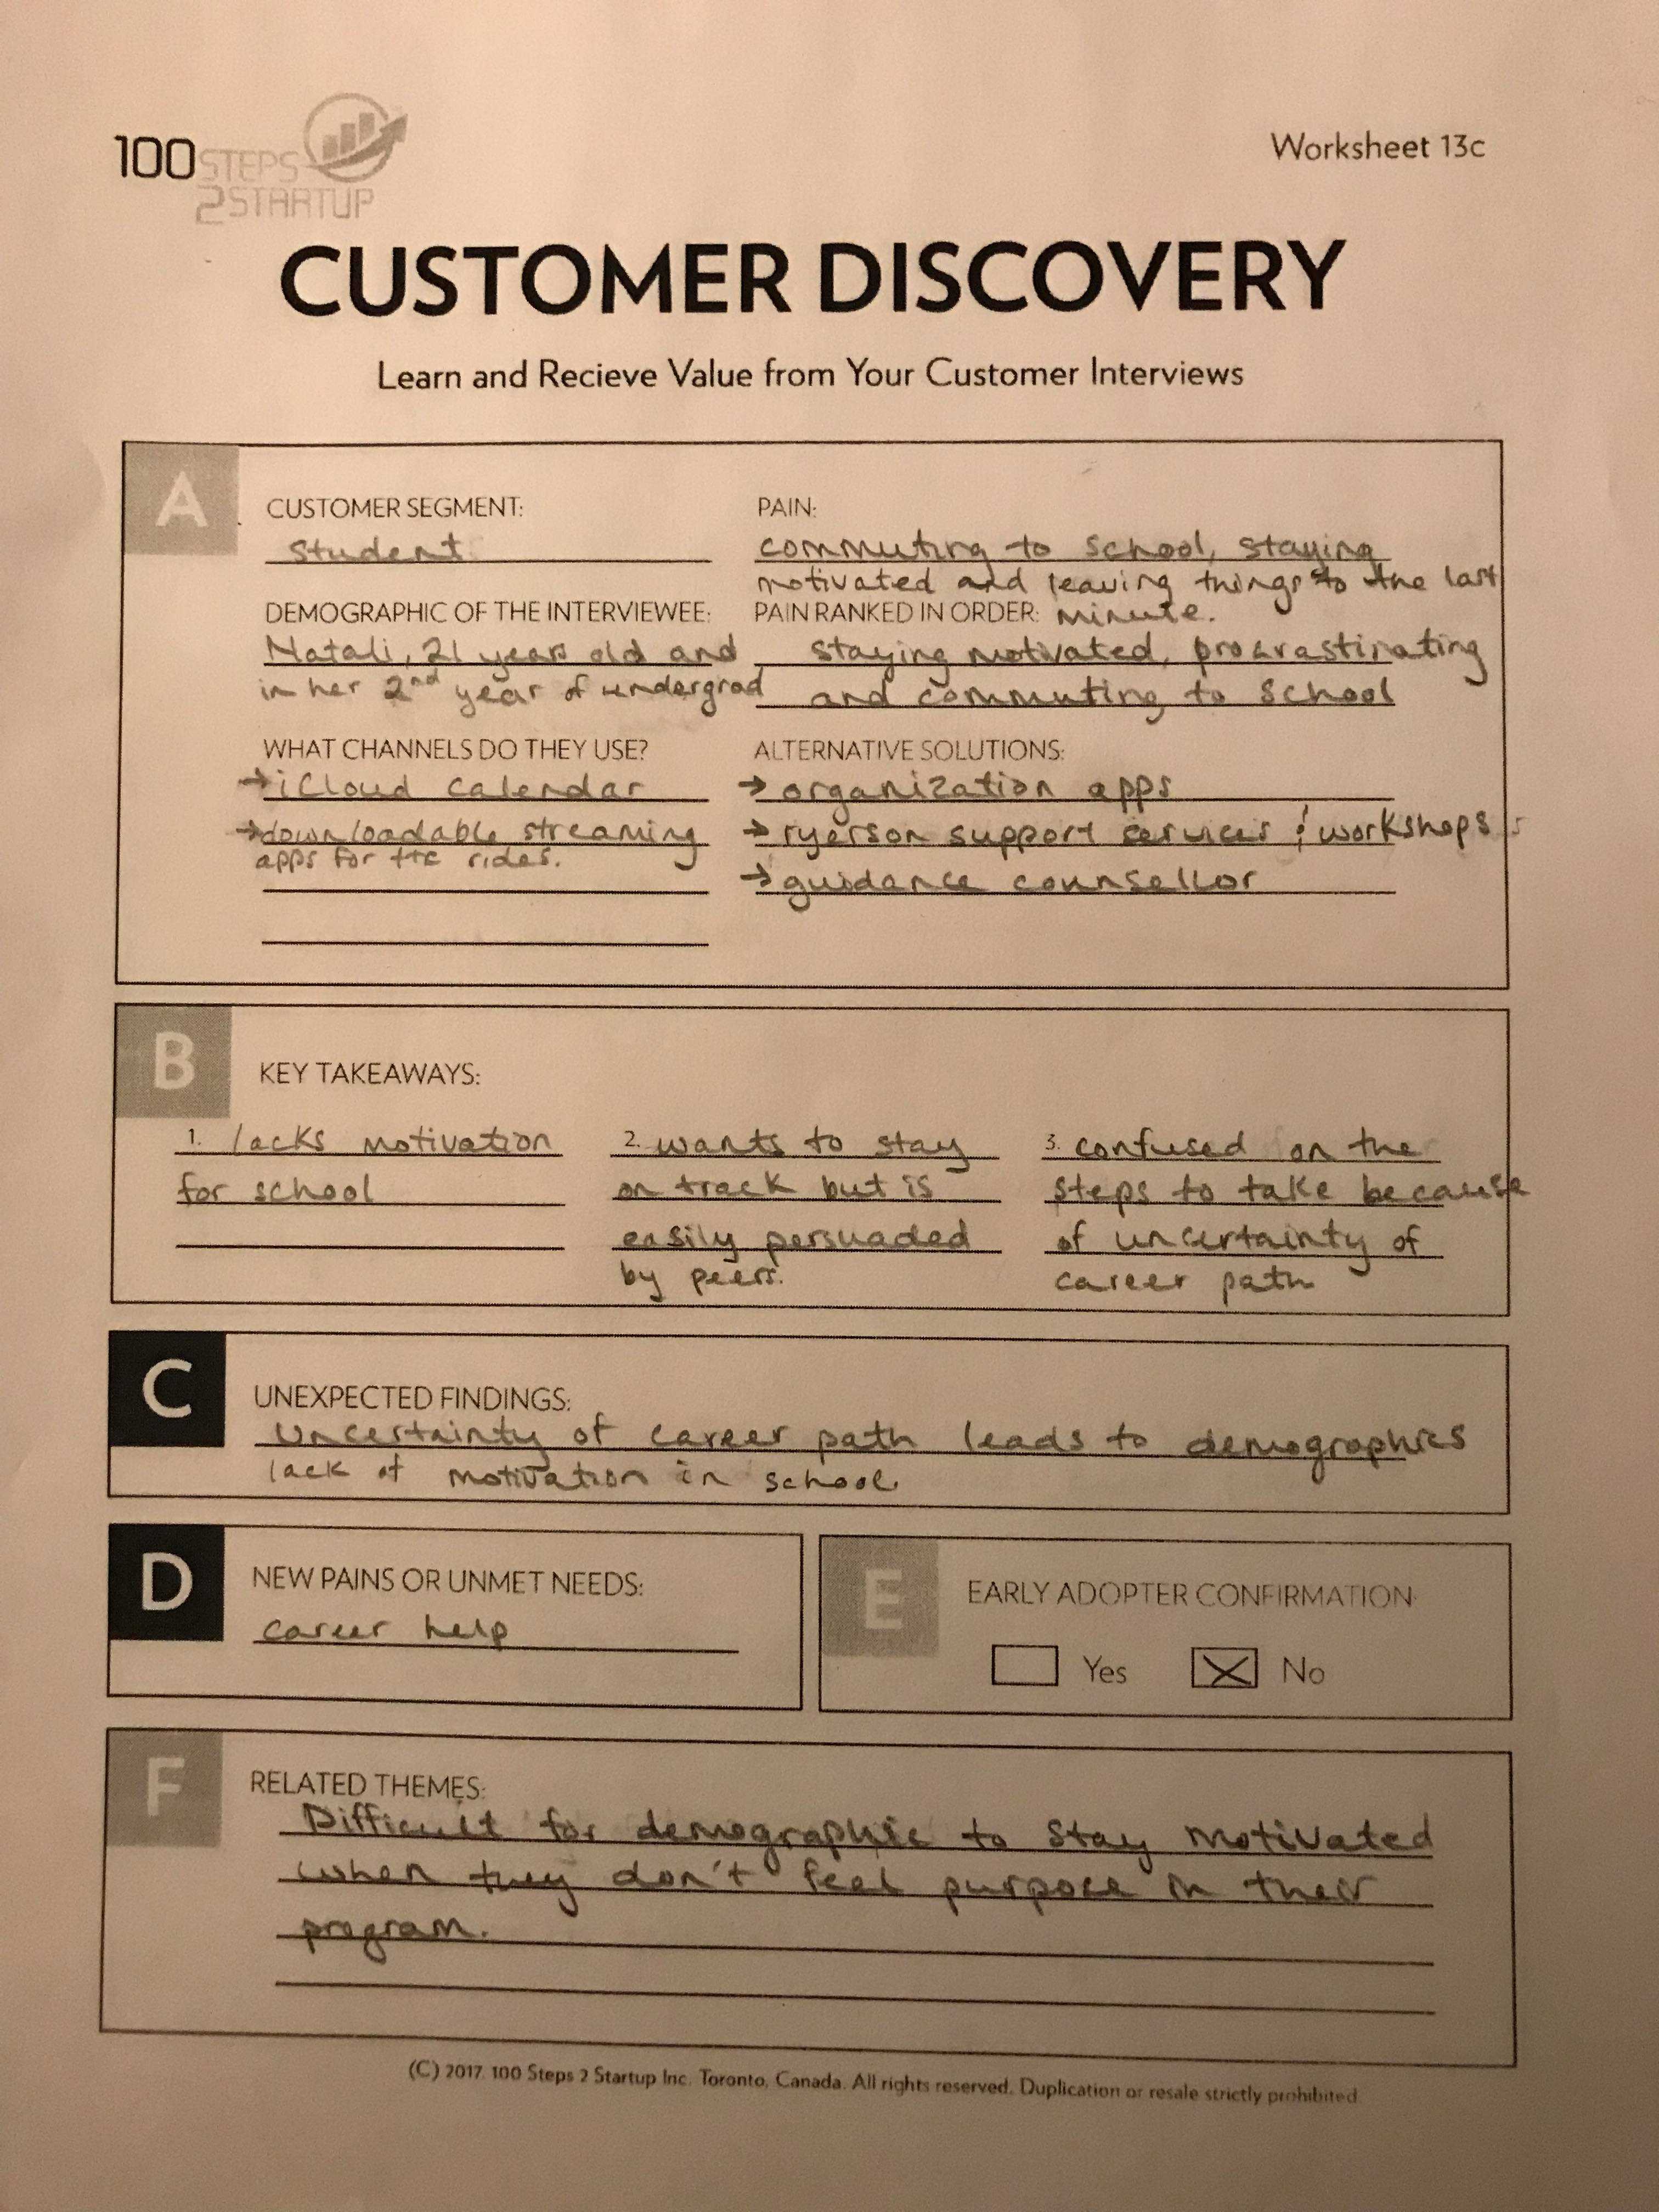 100 STEPS
2STARTUP
Worksheet 13c
CUSTOMER DISCOVERY
Learn and Recieve Value from Your Customer Interviews
A
CUSTOMER SEGMENT:
student
DEMOGRAPHIC OF THE INTERVIEWEE:
Natali, 21 years old and
in her 2nd year of undergrad
WHAT CHANNELS DO THEY USE?
→ iCloud calendar
→ downloadable streaming
apps for ttc rides.
PAIN:
commuting to school, staying
motivated and leaving things to the last
minute.
PAIN RANKED IN ORDER:
staying motivated, procrastinating
and commuting to school
ALTERNATIVE SOLUTIONS:
→ organization apps
→ ryerson support services & workshops
→ guidance counsellor
B
KEY TAKEAWAYS:
1. lacks motivation
for school
2. wants to stay
on track but is
easily persuaded
by peers.
3. confused on the
steps to take because
of uncertainty of
career path
C
UNEXPECTED FINDINGS:
Uncertainty of career path leads to demographics
lack of motivation in school.
D
NEW PAINS OR UNMET NEEDS:
career help
E
EARLY ADOPTER CONFIRMATION:
Yes No
F
RELATED THEMES:
Difficult for demographic to stay motivated
when they don't feel purpose in their
program.
(C) 2017. 100 Steps 2 Startup Inc. Toronto, Canada. All rights reserved. Duplication or resale strictly prohibited